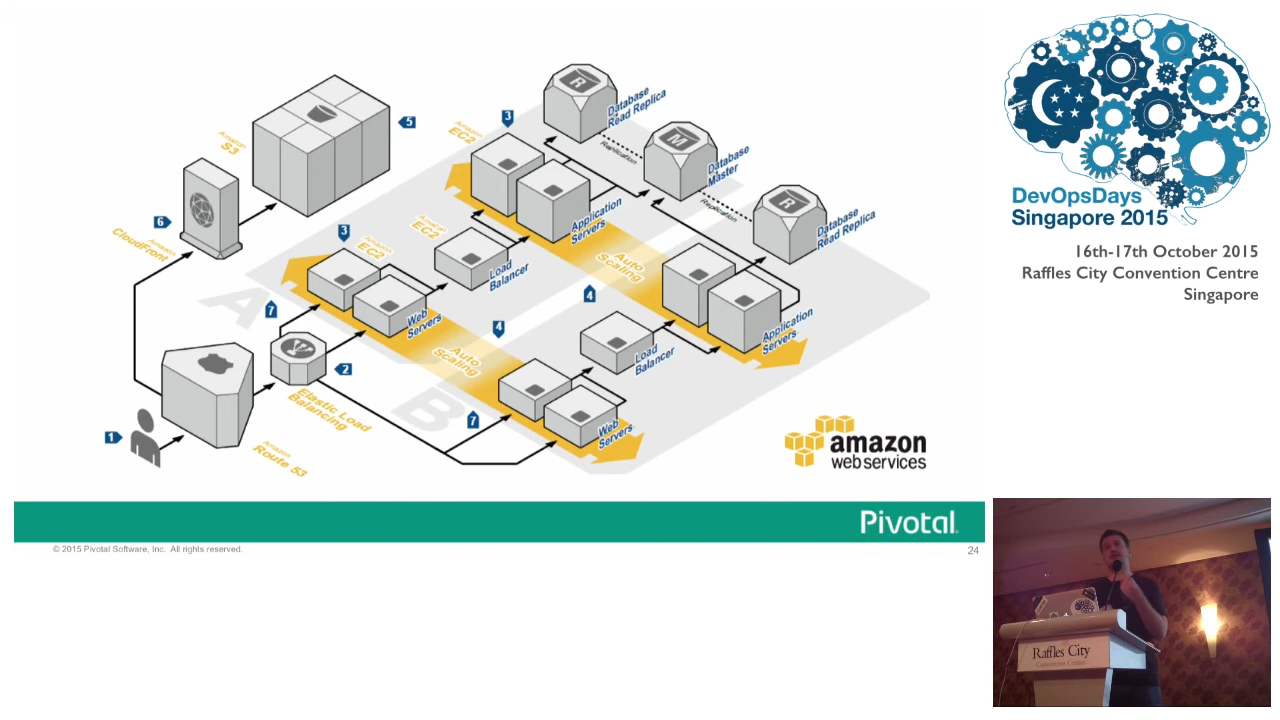 5
Amazon
S3
6
Amazon
CloudFront
3
Amazon
EC2
R
Database
Read Replica
Replication
M
Database
Master
Replication
R
Database
Read Replica
Application
Servers
3
Amazon
EC2
Amazon
EC2
Load
Balancer
Auto
Scaling
4
A
7
Web
Servers
4
Auto
Scaling
Load
Balancer
Application
Servers
2
Elastic Load
Balancing
B
7
Web
Servers
1
Amazon
Route 53
amazon
webservices
Pivotal
© 2015 Pivotal Software, Inc. All rights reserved.
24
DevOpsDays
Singapore 2015
16th-17th October 2015
Raffles City Convention Centre
Singapore
Raffles City
Convention Centre